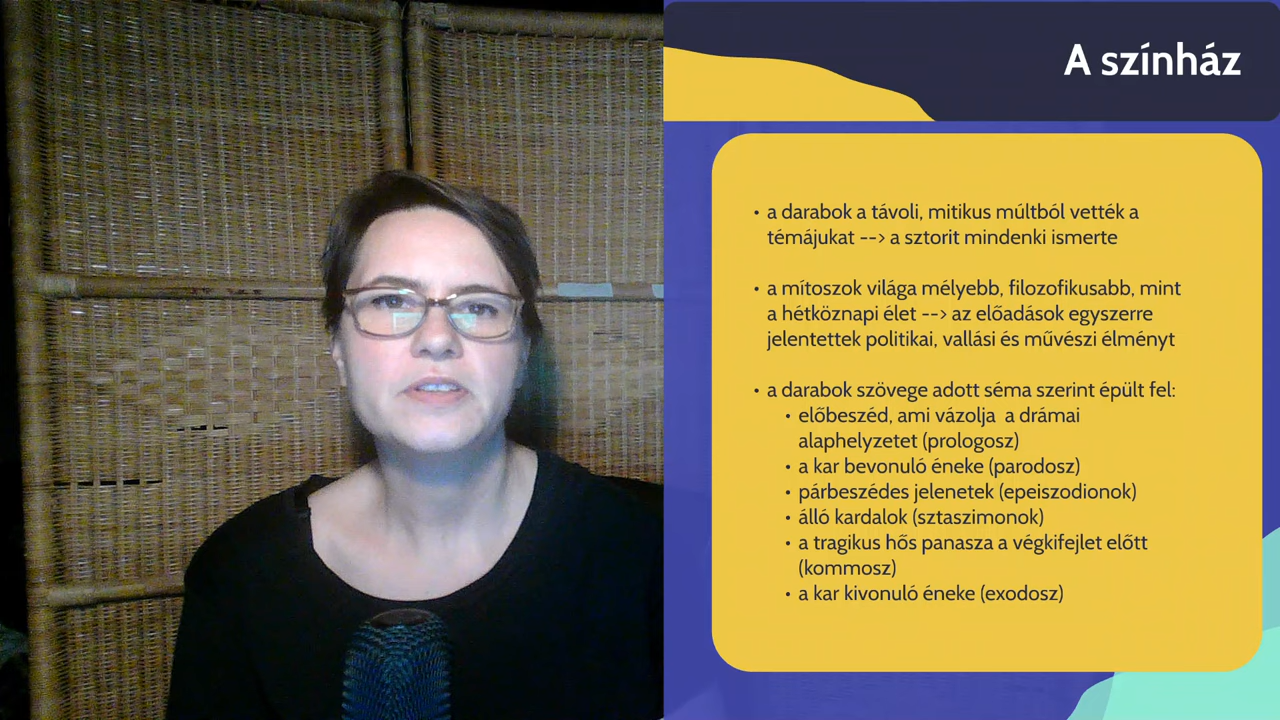 A színház
• a darabok a távoli, mitikus múltból vették a
témájukat --> a sztorit mindenki ismerte
• a mítoszok világa mélyebb, filozofikusabb, mint
a hétköznapi élet --> az előadások egyszerre
jelentettek politikai, vallási és művészi élményt
• a darabok szövege adott séma szerint épült fel:
• előbeszéd, ami vázolja  a drámai
alaphelyzetet (prologosz)
• a kar bevonuló éneke (parodosz)
• párbeszédes jelenetek (epeiszodionok)
• álló kardalok (sztaszimonok)
• a tragikus hős panasza a végkifejlet előtt
(kommosz)
• a kar kivonuló éneke (exodosz)